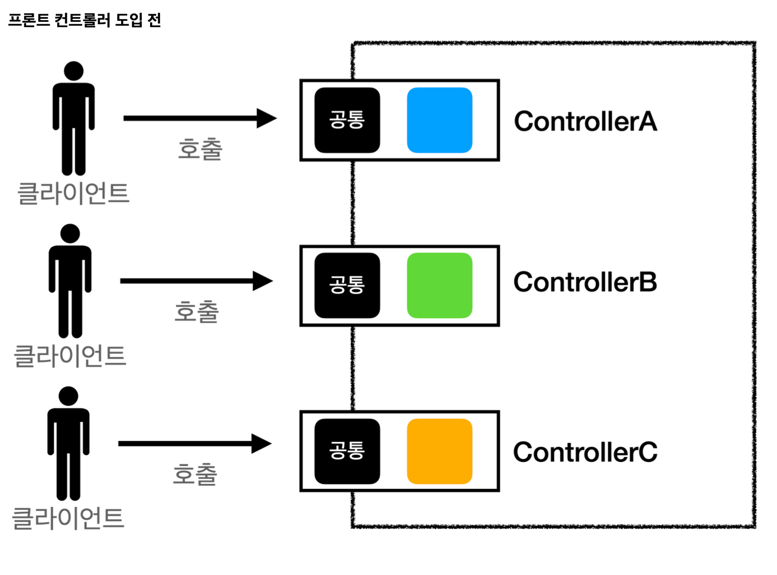 프론트 컨트롤러 도입 전
공통
ControllerA
호출
클라이언트
공통
ControllerB
호출
클라이언트
공통
ControllerC
호출
클라이언트